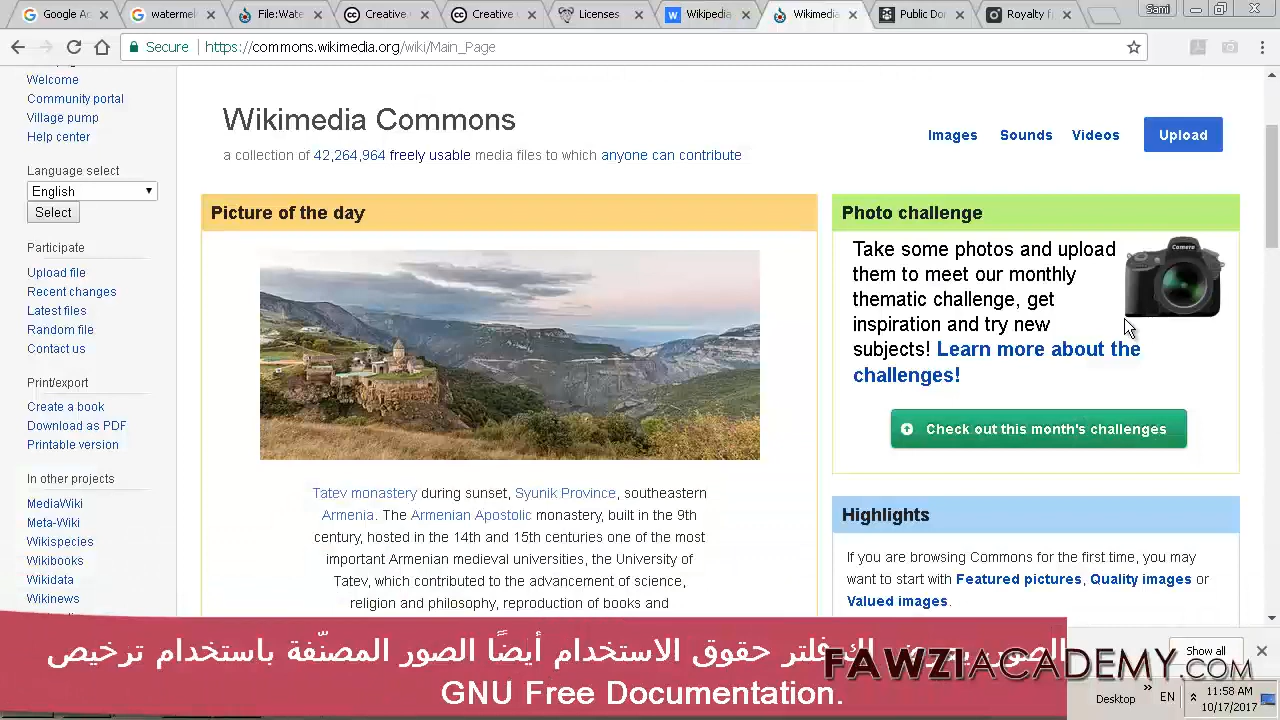 Google A
watermel
File:Wate
Creative
Creative
Licenses
Wikipedi
Wikimedi
Public Do
Royalty f
Sami
Secure
https://commons.wikimedia.org/wiki/Main_Page
Welcome
Community portal
Village pump
Help center
Language select
English
Select
Participate
Upload file
Recent changes
Latest files
Random file
Contact us
Print/export
Create a book
Download as PDF
Printable version
In other projects
MediaWiki
Meta-Wiki
Wikispecies
Wikibooks
Wikidata
Wikinews
Wikimedia Commons
a collection of 42,264,964 freely usable media files to which anyone can contribute
Images Sounds Videos Upload
Picture of the day
Tatev monastery during sunset, Syunik Province, southeastern
Armenia. The Armenian Apostolic monastery, built in the 9th
century, hosted in the 14th and 15th centuries one of the most
important Armenian medieval universities, the University of
Tatev, which contributed to the advancement of science,
religion and philosophy, reproduction of books and
Photo challenge
Take some photos and upload
them to meet our monthly
thematic challenge, get
inspiration and try new
subjects! Learn more about the
challenges!
Camera
Check out this month's challenges
Highlights
If you are browsing Commons for the first time, you may
want to start with Featured pictures, Quality images or
Valued images.
فلتر حقوق الاستخدام أيضًا الصور المصنّفة باستخدام ترخيص
GNU Free Documentation.
FAWZIACADEMY.COM
Show all
Desktop
EN
11:58 AM
10/17/2017